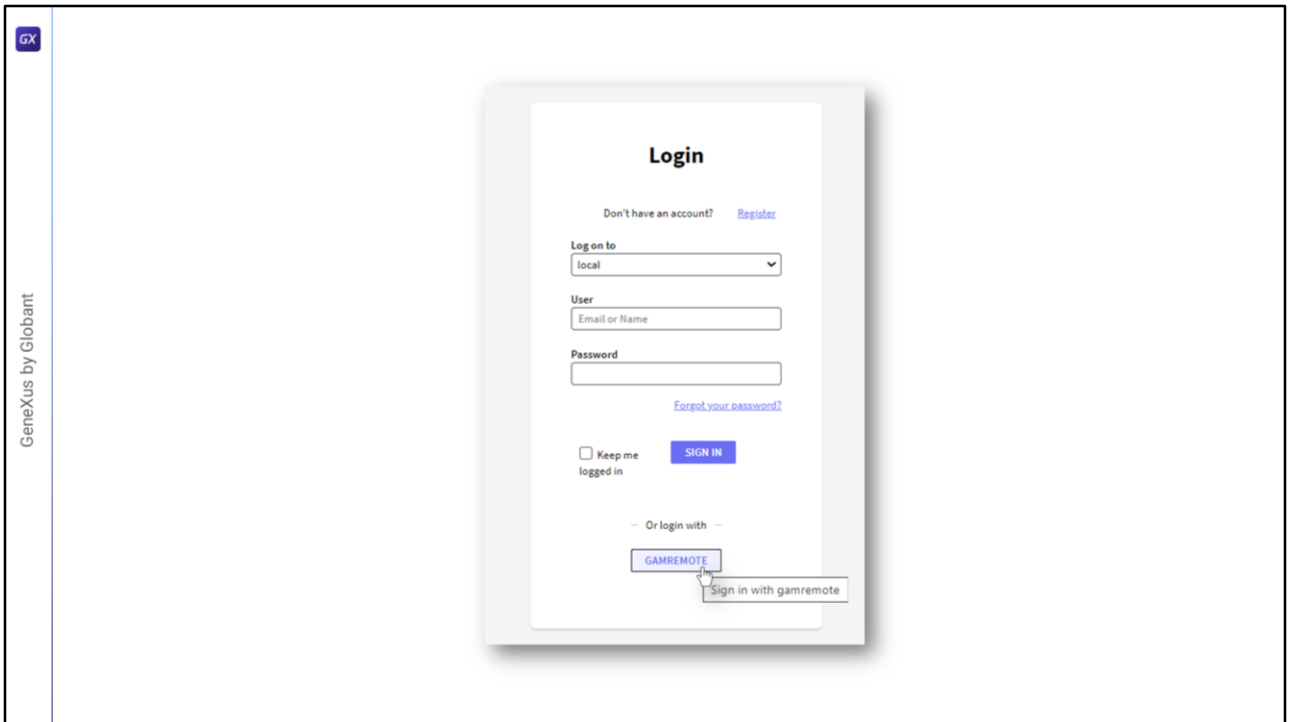 GX
GeneXus by Globant
Login
Don't have an account? Register
Log on to
local
User
Email or Name
Password
Forgot your password?
Keep me
logged in
SIGN IN
Or login with
GAMREMOTE
Sign in with gamremote